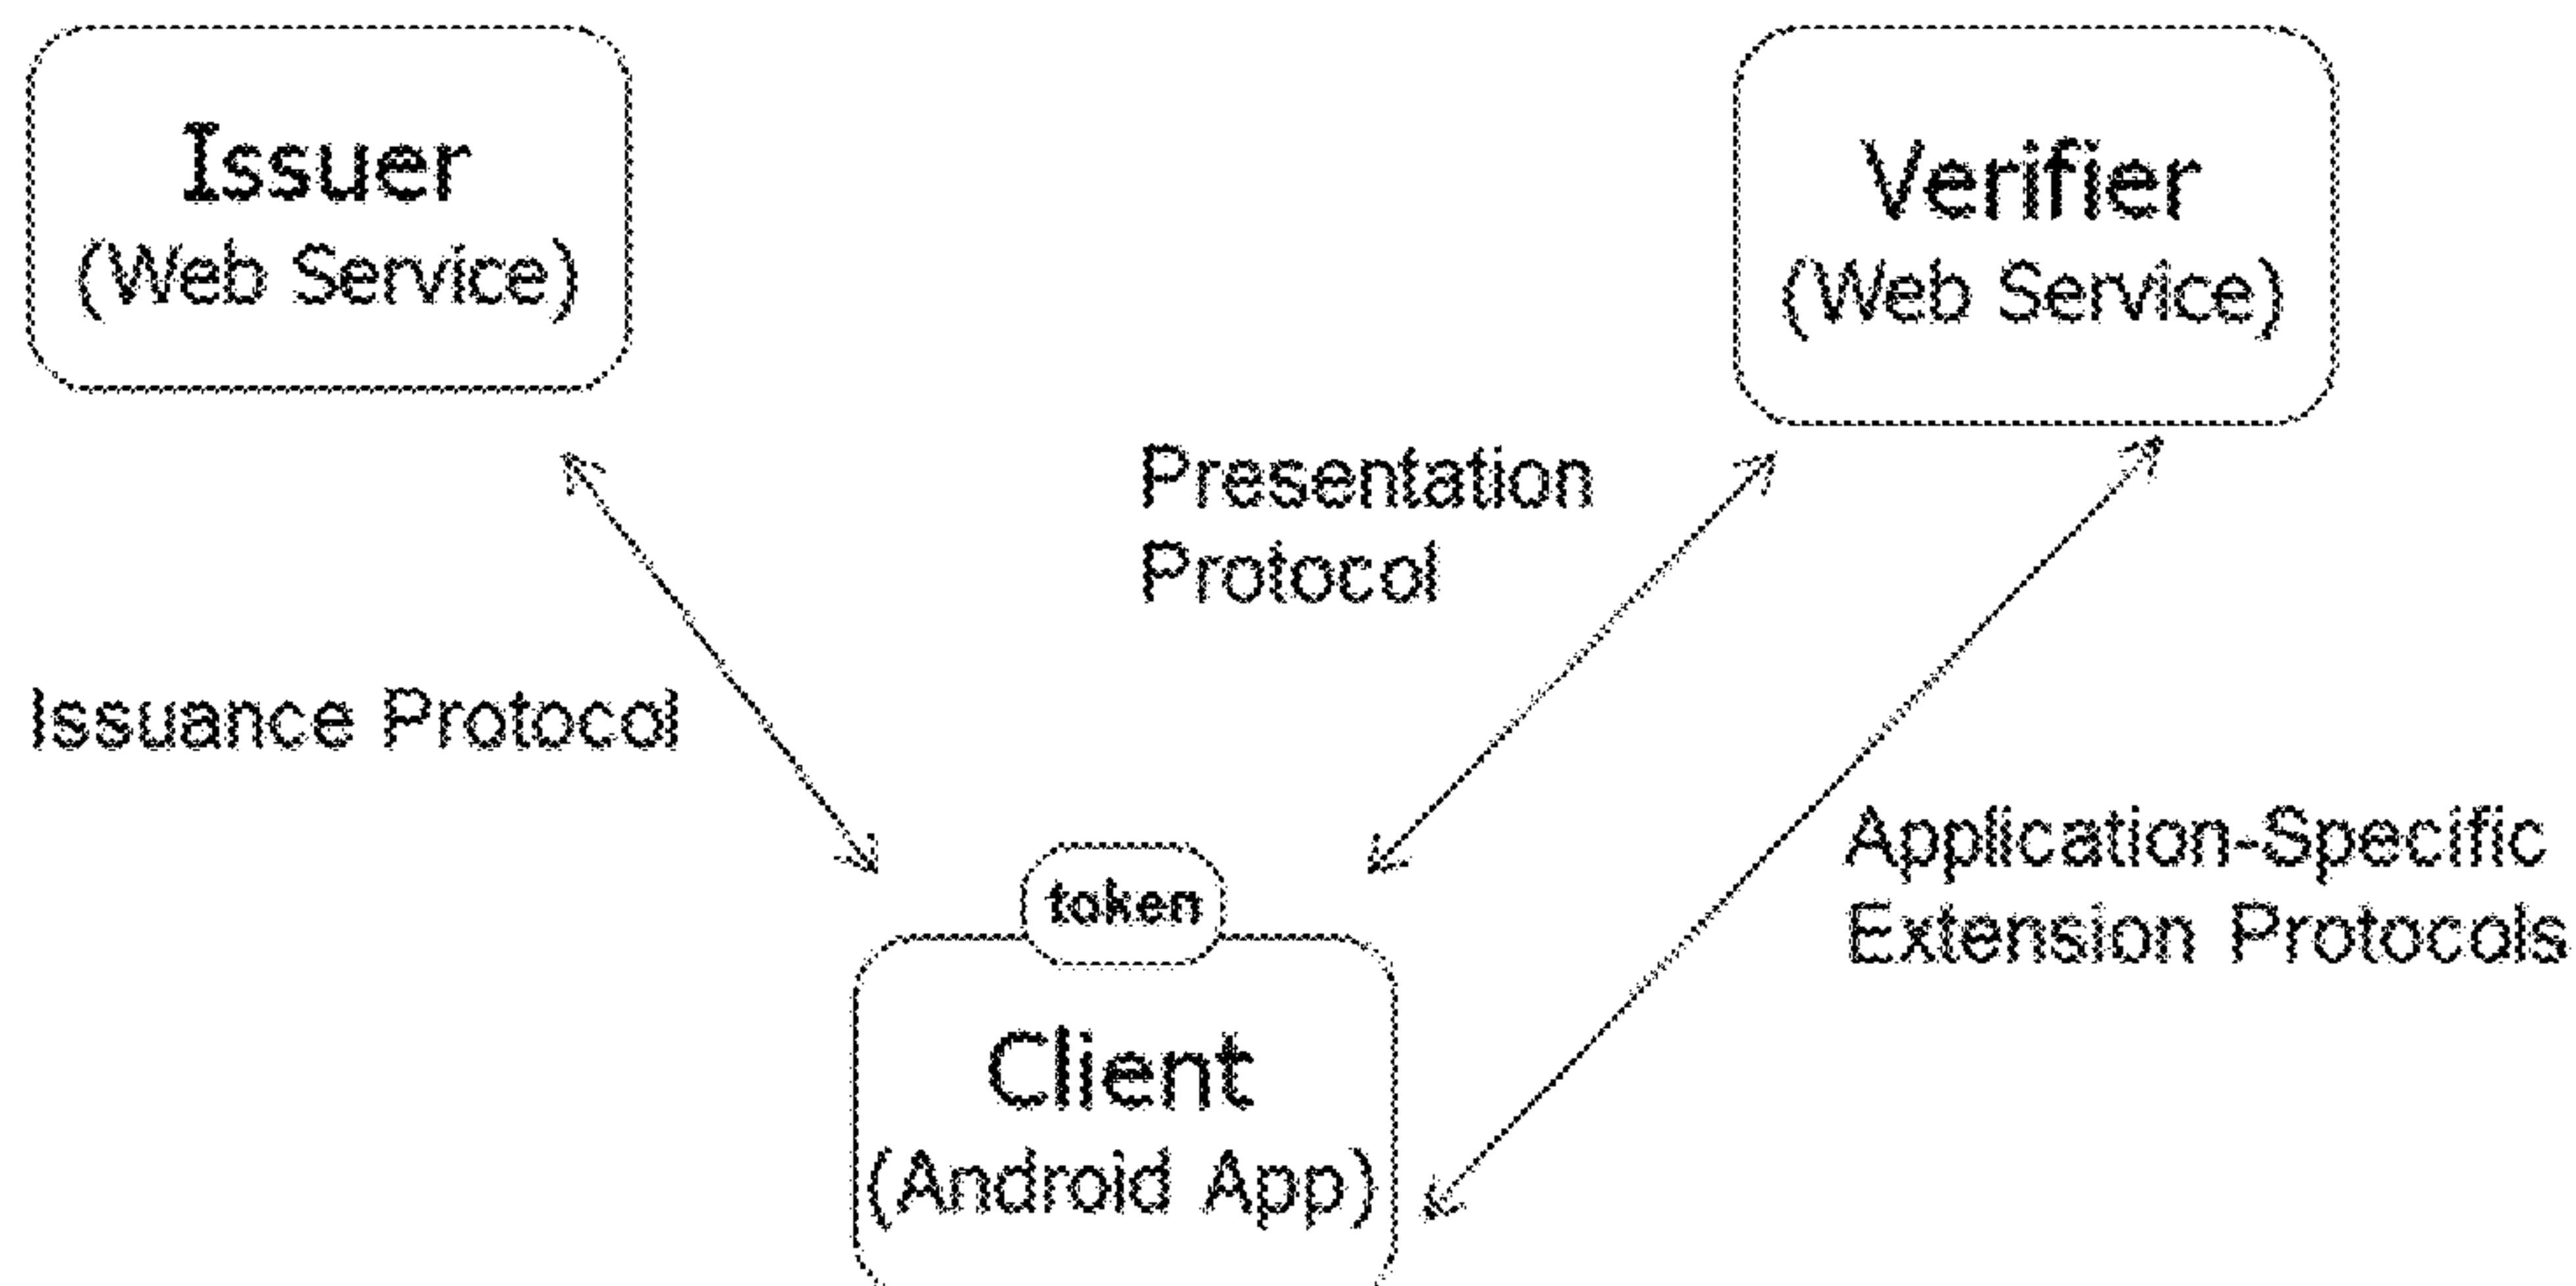 Issuer
(Web Service)
Verifier
(Web Service)
Presentation
Protocol
Issuance Protocol
Application-Specific
Extension Protocols
token
Client
(Android App)